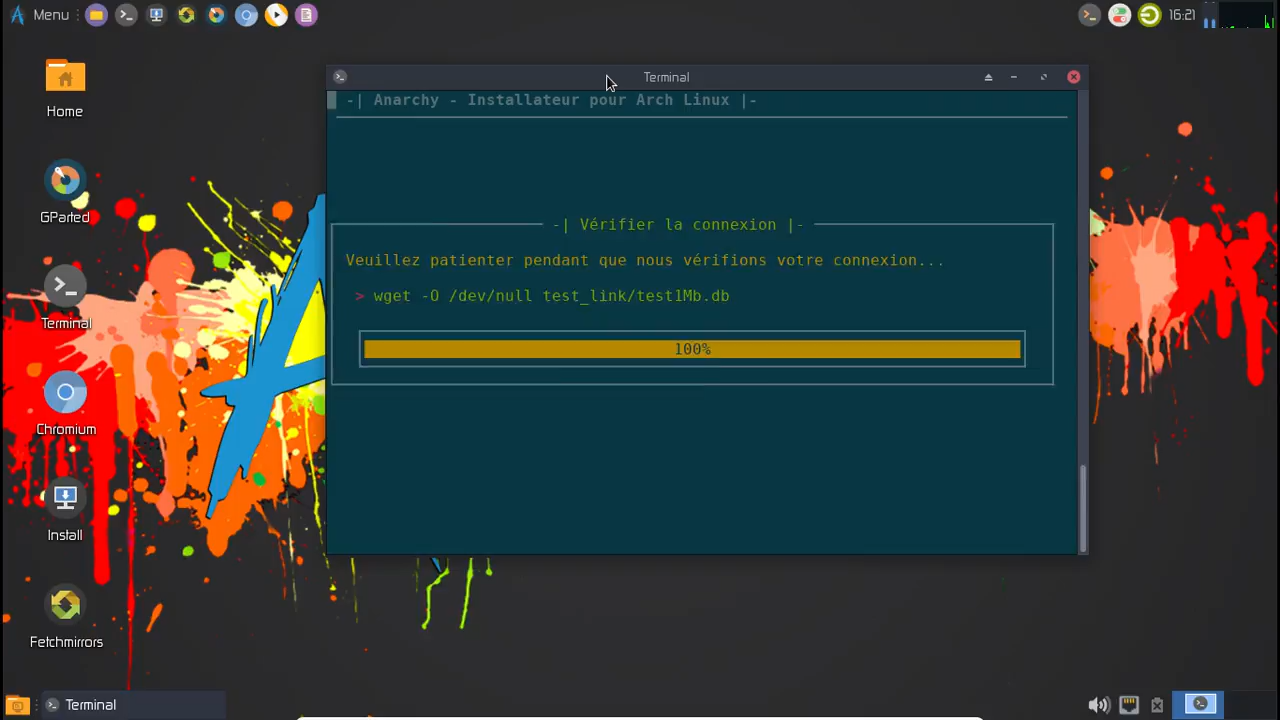 Menu
16:21
Home
GParted
Terminal
Chromium
Install
Fetchmirrors
Terminal
-| Anarchy - Installateur pour Arch Linux |-
-| Vérifier la connexion |-
Veuillez patienter pendant que nous vérifions votre connexion...
> wget -O /dev/null test_link/test1Mb.db
100%
Terminal